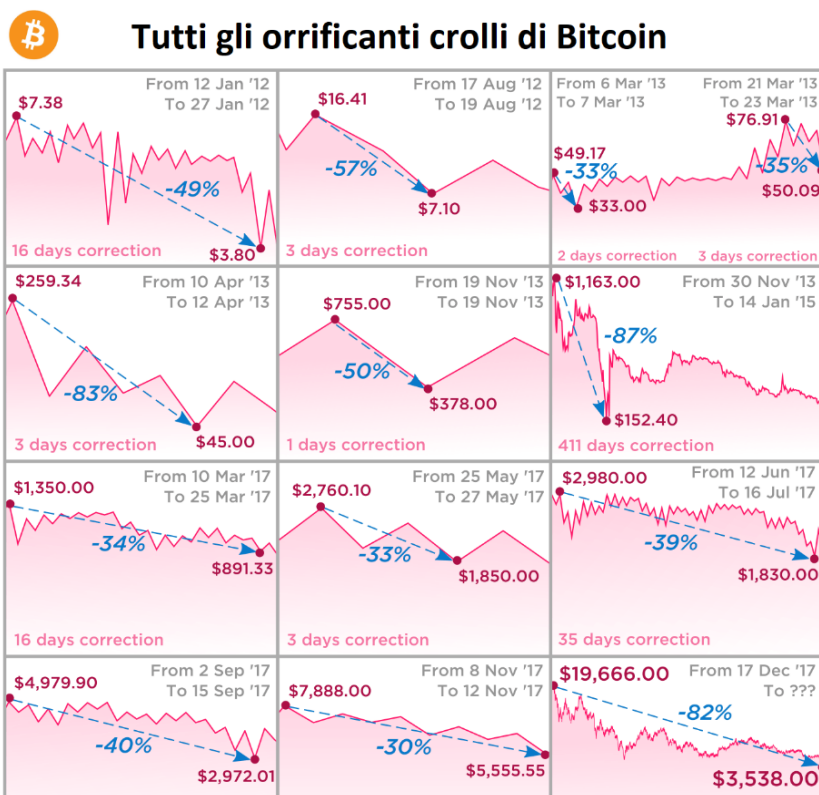 Tutti gli orrificanti crolli di Bitcoin
From 12 Jan '12
To 27 Jan '12
$7.38
-49%
$3.80
16 days correction
From 17 Aug '12
To 19 Aug '12
$16.41
-57%
$7.10
3 days correction
From 6 Mar '13
To 7 Mar '13
$49.17
-33%
$33.00
2 days correction
From 21 Mar '13
To 23 Mar '13
$76.91
-35%
$50.09
3 days correction
$259.34
From 10 Apr '13
To 12 Apr '13
-83%
$45.00
3 days correction
From 19 Nov '13
To 19 Nov '13
$755.00
-50%
$378.00
1 days correction
$1,163.00
From 30 Nov '13
To 14 Jan '15
-87%
$152.40
411 days correction
From 10 Mar '17
To 25 Mar '17
$1,350.00
-34%
$891.33
16 days correction
From 25 May '17
To 27 May '17
$2,760.10
-33%
$1,850.00
3 days correction
From 12 Jun '17
To 16 Jul '17
$2,980.00
-39%
$1,830.00
35 days correction
From 2 Sep '17
To 15 Sep '17
$4,979.90
-40%
$2,972.01
From 8 Nov '17
To 12 Nov '17
$7,888.00
-30%
$5,555.55
$19,666.00
From 17 Dec '17
To ???
-82%
$3,538.00